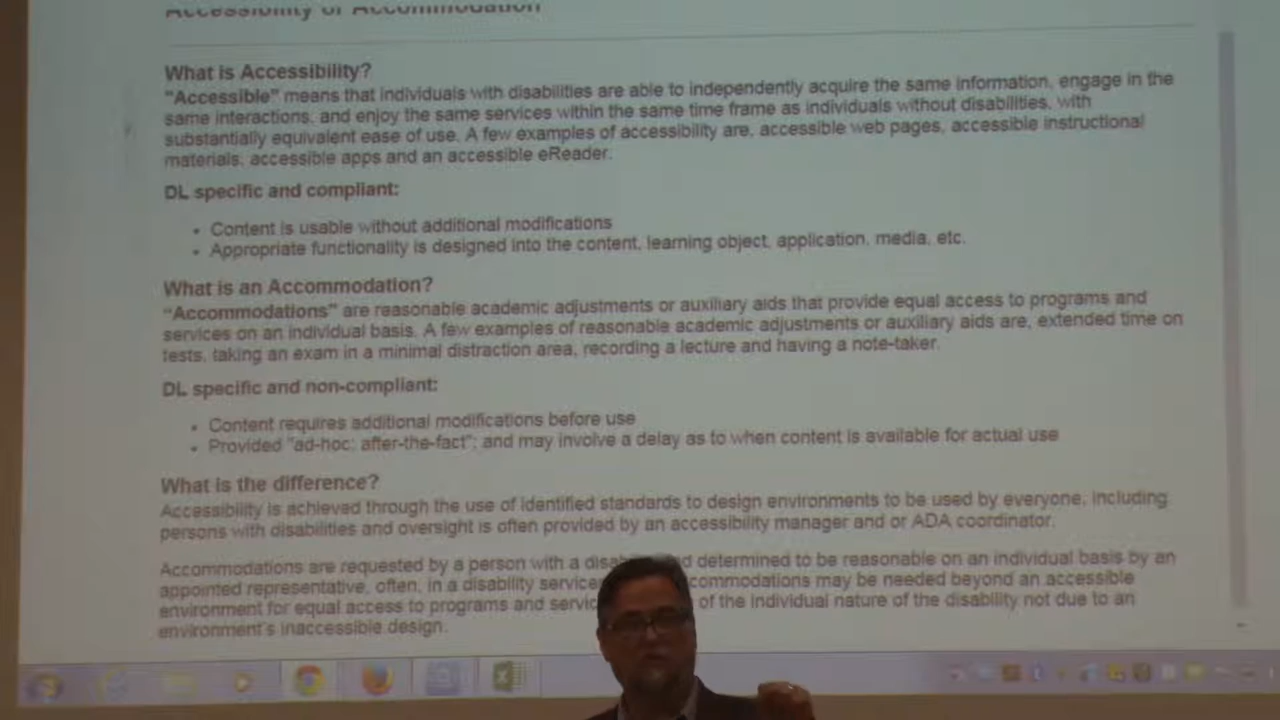 Accessibility or Accommodation
What is Accessibility?
"Accessible" means that individuals with disabilities are able to independently acquire the same information, engage in the
same interactions, and enjoy the same services within the same time frame as individuals without disabilities, with
substantially equivalent ease of use. A few examples of accessibility are, accessible web pages, accessible instructional
materials, accessible apps and an accessible eReader.
DL specific and compliant:
• Content is usable without additional modifications
• Appropriate functionality is designed into the content, learning object, application, media, etc.
What is an Accommodation?
"Accommodations" are reasonable academic adjustments or auxiliary aids that provide equal access to programs and
services on an individual basis. A few examples of reasonable academic adjustments or auxiliary aids are, extended time on
tests, taking an exam in a minimal distraction area, recording a lecture and having a note-taker.
DL specific and non-compliant:
• Content requires additional modifications before use
• Provided "ad-hoc; after-the-fact"; and may involve a delay as to when content is available for actual use
What is the difference?
Accessibility is achieved through the use of identified standards to design environments to be used by everyone, including
persons with disabilities and oversight is often provided by an accessibility manager and or ADA coordinator.
Accommodations are requested by a person with a determined to be reasonable on an individual basis by an
appointed representative, often, in a disability may be needed beyond an accessible
environment for equal access to programs and of the individual nature of the disability not due to an
environment's inaccessible design.